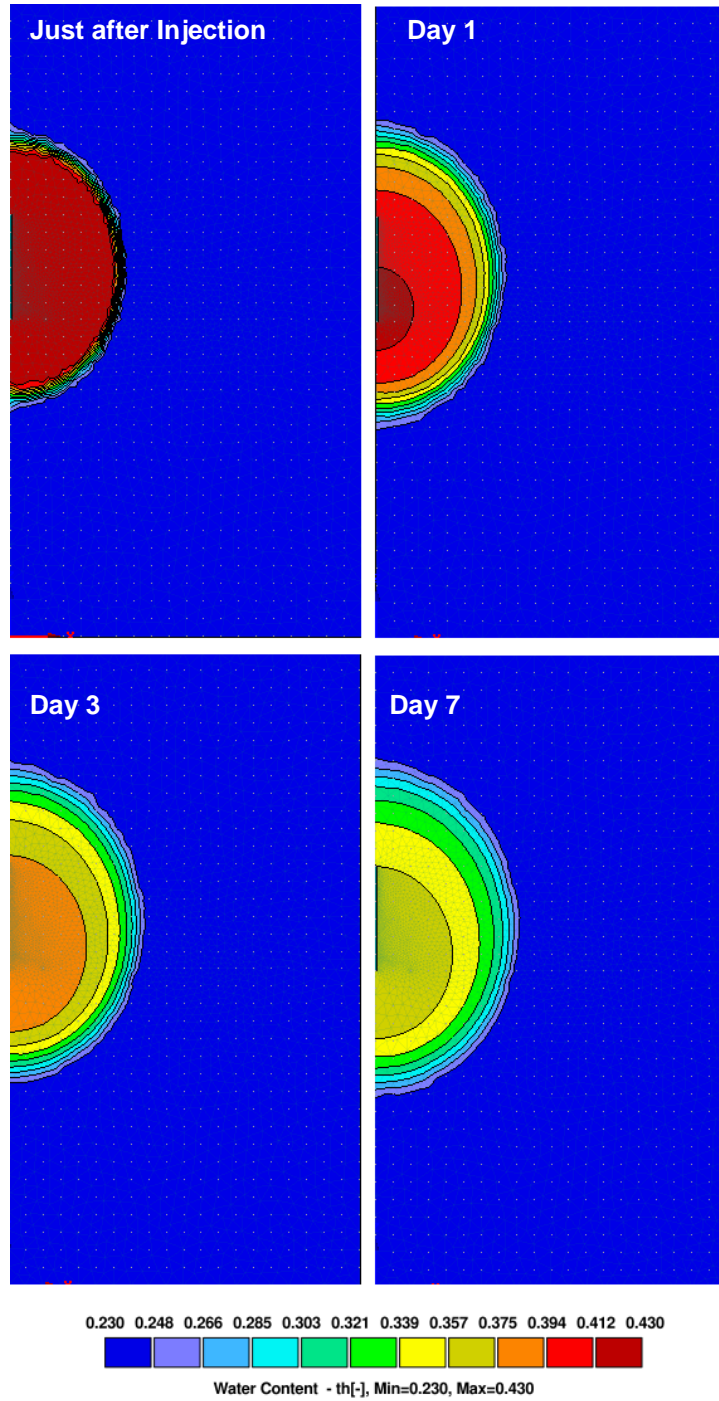 Just after Injection
Day 1
Day 3
Day 7
0.230 0.248 0.266 0.285 0.303 0.321 0.339 0.357 0.375 0.394 0.412 0.430
Water Content - th[-], Min=0.230, Max=0.430